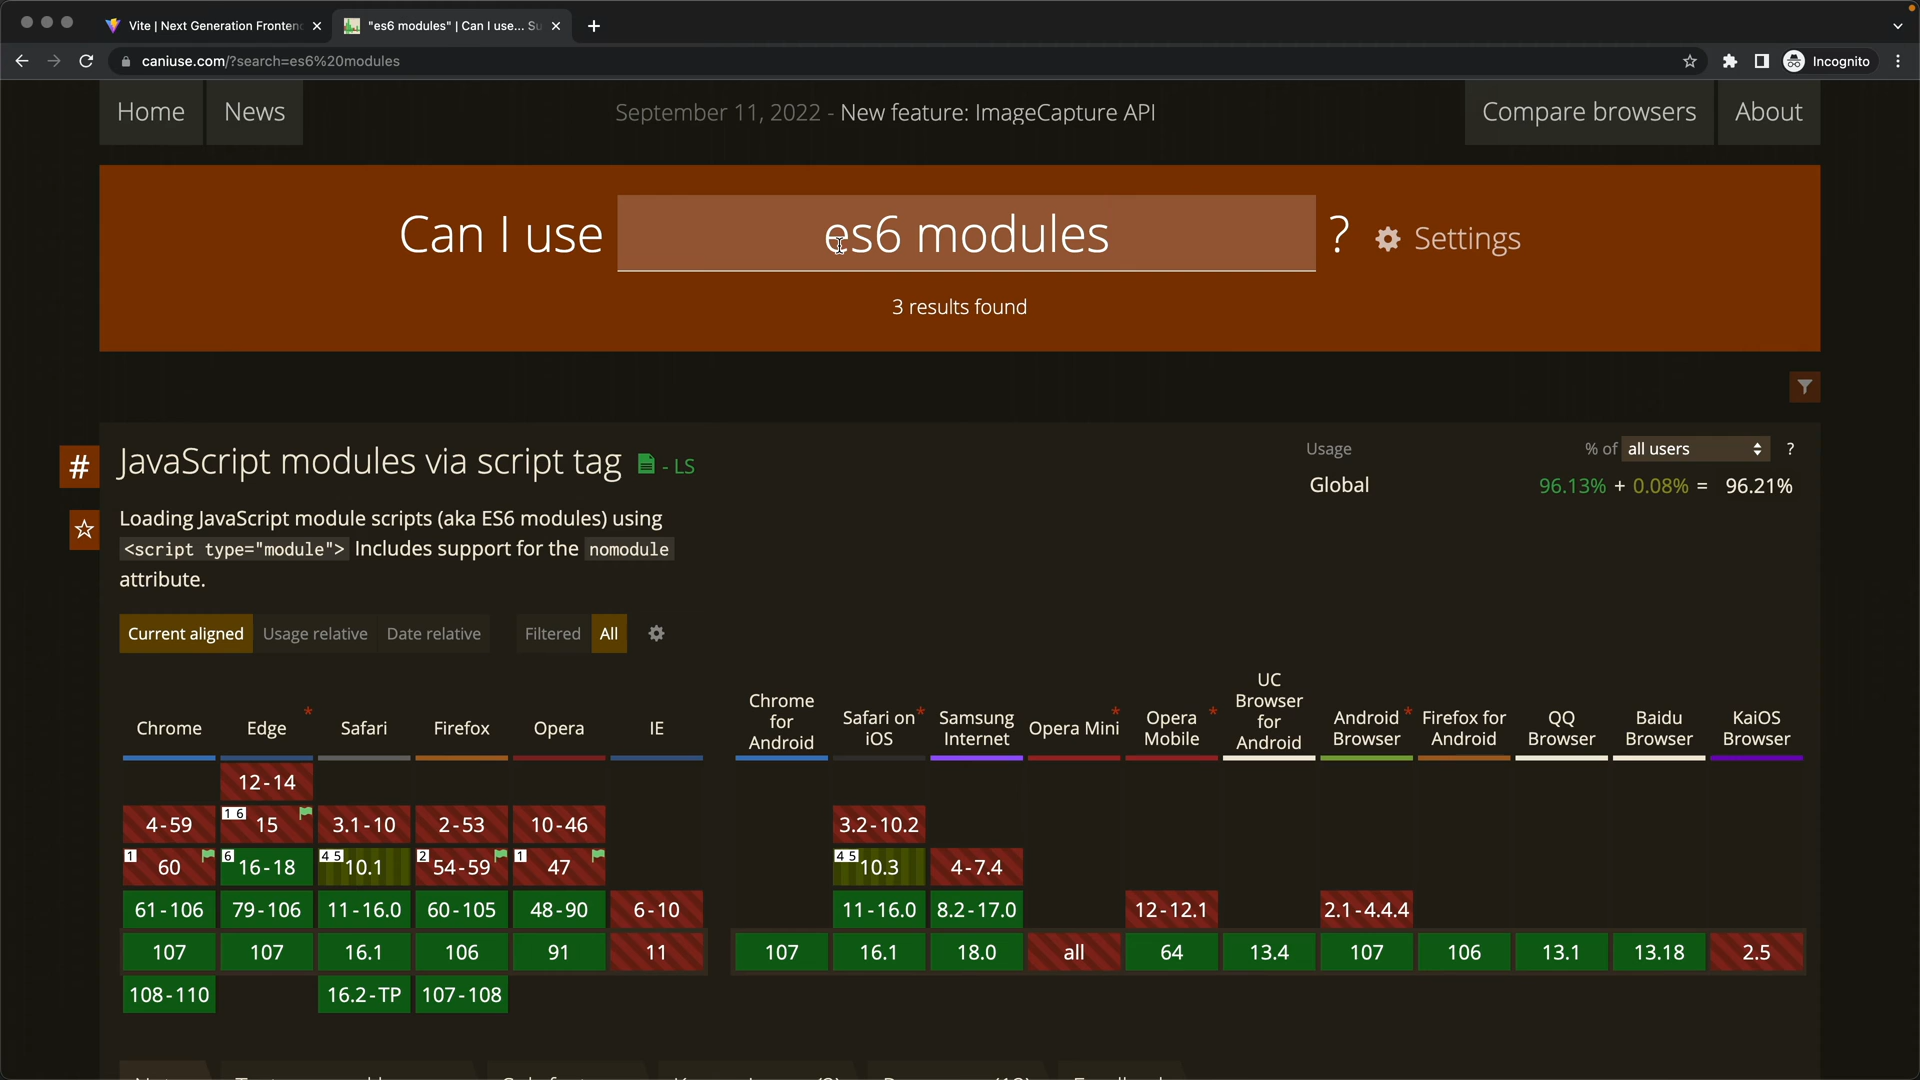 Vite | Next Generation Fronten
"es6 modules" | Can I use... Su
caniuse.com/?search=es6%20modules
Incognito
Home
News
September 11, 2022 - New feature: ImageCapture API
Compare browsers
About
Can I use
es6 modules
?
Settings
3 results found
#
JavaScript modules via script tag
- LS
Usage
% of
all users
?
Global
96.13% + 0.08% = 96.21%
Loading JavaScript module scripts (aka ES6 modules) using
<script type="module"> Includes support for the nomodule
attribute.
Current aligned
Usage relative
Date relative
Filtered
All
Chrome
Edge *
Safari
Firefox
Opera
IE
Chrome
for
Android
Safari on *
iOS
Samsung
Internet
Opera Mini *
Opera *
Mobile
UC
Browser
for
Android
Android *
Browser
Firefox for
Android
QQ
Browser
Baidu
Browser
KaiOS
Browser
12-14
4-59
1 6 15
3.1-10
2-53
10-46
3.2-10.2
1 60
6 16-18
4 5 10.1
2 54-59
1 47
4 5 10.3
4-7.4
61-106
79-106
11-16.0
60-105
48-90
6-10
11-16.0
8.2-17.0
12-12.1
2.1-4.4.4
107
107
16.1
106
91
11
107
16.1
18.0
all
64
13.4
107
106
13.1
13.18
2.5
108-110
16.2-TP
107-108